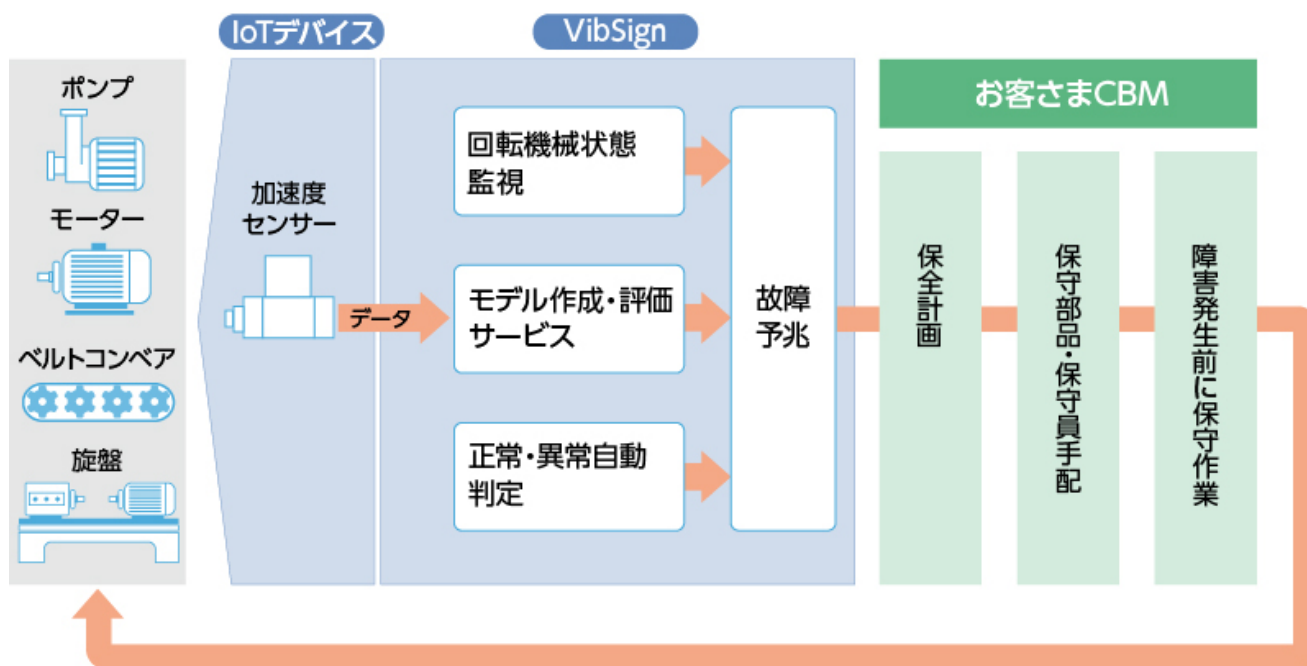 IoTデバイス
VibSign
ポンプ
モーター
ベルトコンベア
旋盤
加速度
センサー
データ
回転機械状態
監視
モデル作成・評価
サービス
正常・異常自動
判定
故障
予兆
お客さまCBM
保全計画
保守部品・保守員手配
障害発生前に保守作業